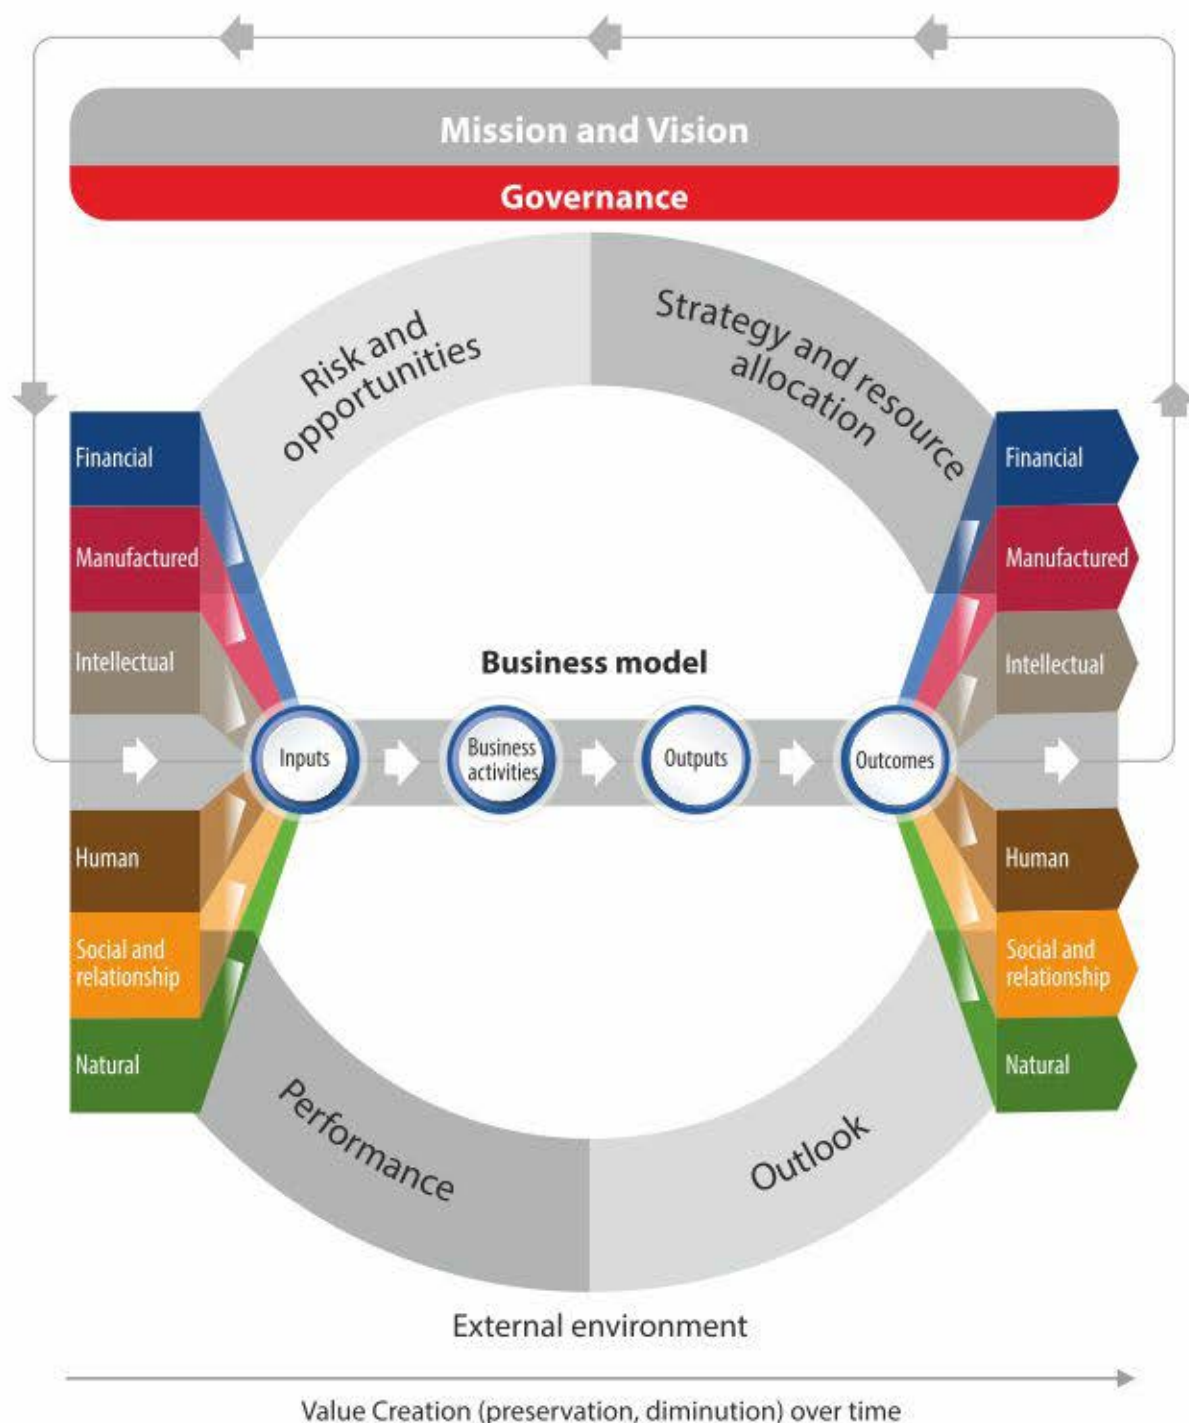 Mission and Vision
Governance
Risk and
opportunities
Strategy and resource
allocation
Financial
Manufactured
Intellectual
Human
Social and
relationship
Natural
Business model
Inputs
Business
activities
Outputs
Outcomes
Financial
Manufactured
Intellectual
Human
Social and
relationship
Natural
Performance
Outlook
External environment
Value Creation (preservation, diminution) over time